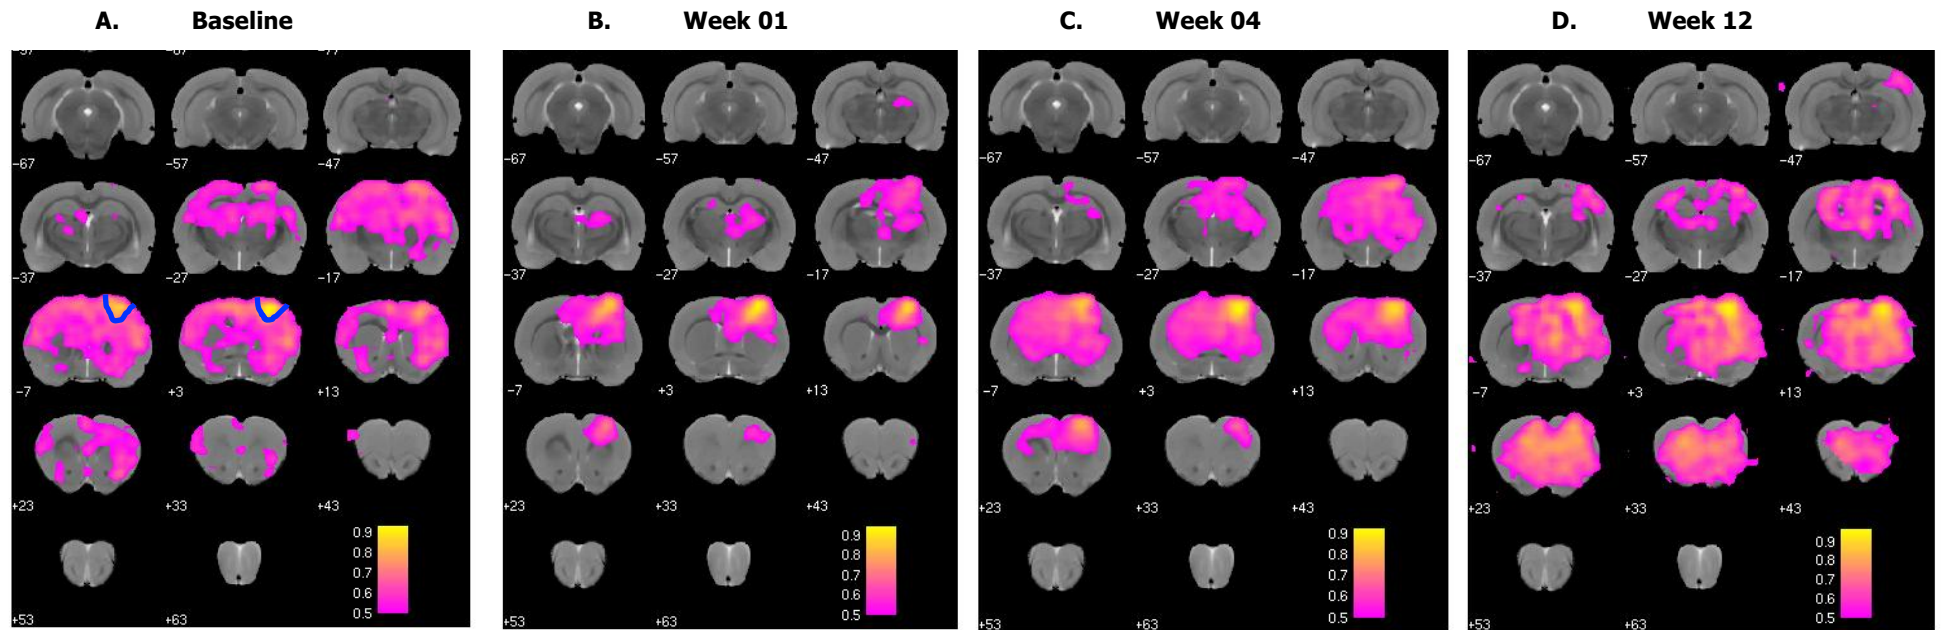 A. Baseline B. Week 01 C. Week 04 D. Week 12
-67 -57 -47 -67 -57 -47 -67 -57 -47 -67 -57 -47
-37 -27 -17 -37 -27 -17 -37 -27 -17 -37 -27 -17
-7 +3 +13 -7 +3 +13 -7 +3 +13 -7 +3 +13
+23 +33 +43 +23 +33 +43 +23 +33 +43 +23 +33 +43
0.9 0.9 0.9 0.9
0.8 0.8 0.8 0.8
0.7 0.7 0.7 0.7
0.6 0.6 0.6 0.6
0.5 0.5 0.5 0.5
+53 +63 +53 +63 +53 +63 +53 +63